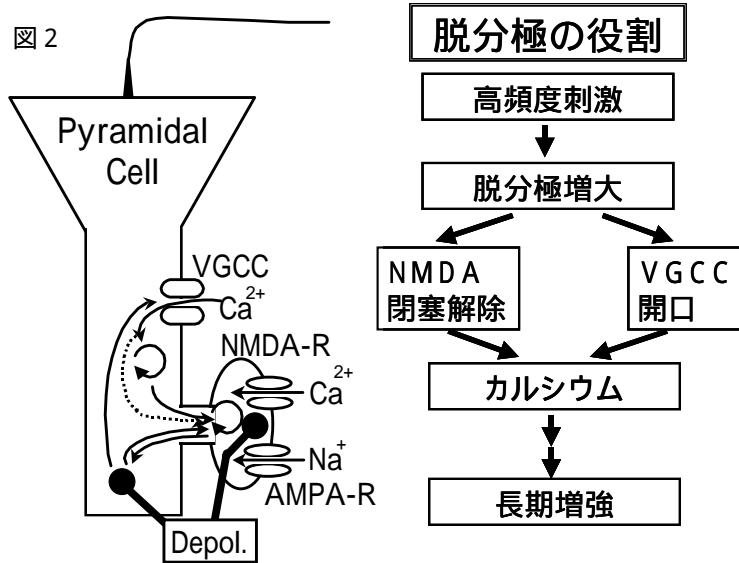 図2
Pyramidal
Cell
VGCC
Ca2+
NMDA-R
Ca2+
Na+
AMPA-R
Depol.
脱分極の役割
高頻度刺激
脱分極増大
NMDA
閉塞解除
VGCC
開口
カルシウム
長期増強